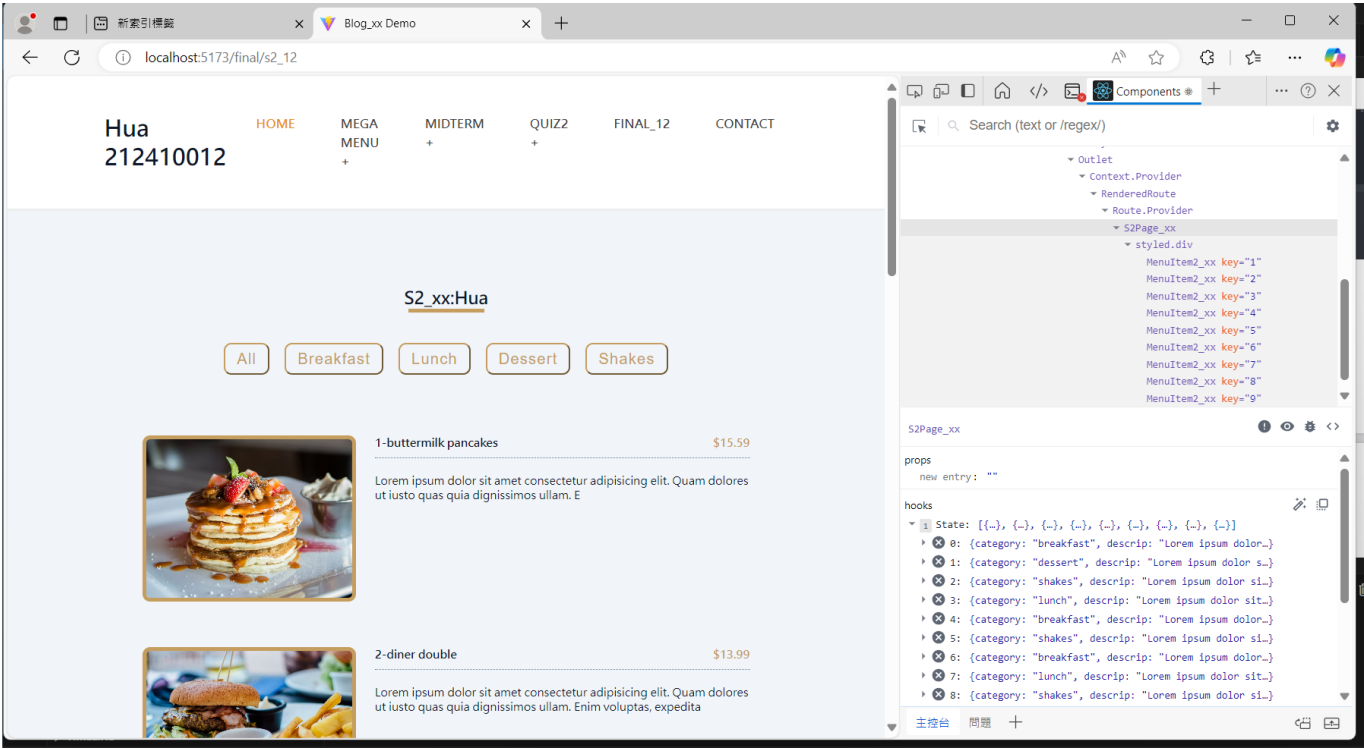 新索引標籤
Blog_xx Demo
localhost:5173/final/s2_12
Hua
212410012
HOME
MEGA
MENU
+
MIDTERM
+
QUIZ2
+
FINAL_12
CONTACT
S2_xx:Hua
All
Breakfast
Lunch
Dessert
Shakes
1-buttermilk pancakes
$15.59
Lorem ipsum dolor sit amet consectetur adipisicing elit. Quam dolores
ut iusto quas quia dignissimos ullam. E
2-diner double
$13.99
Lorem ipsum dolor sit amet consectetur adipisicing elit. Quam dolores
ut iusto quas quia dignissimos ullam. Enim voluptas, expedita
Components
Search (text or /regex/)
Outlet
Context.Provider
RenderedRoute
Route.Provider
S2Page_xx
styled.div
MenuItem2_xx key="1"
MenuItem2_xx key="2"
MenuItem2_xx key="3"
MenuItem2_xx key="4"
MenuItem2_xx key="5"
MenuItem2_xx key="6"
MenuItem2_xx key="7"
MenuItem2_xx key="8"
MenuItem2_xx key="9"
S2Page_xx
props
new entry: ""
hooks
1 State: [{…}, {…}, {…}, {…}, {…}, {…}, {…}, {…}, {…}]
0: {category: "breakfast", descrip: "Lorem ipsum dolor…}
1: {category: "dessert", descrip: "Lorem ipsum dolor s…}
2: {category: "shakes", descrip: "Lorem ipsum dolor si…}
3: {category: "lunch", descrip: "Lorem ipsum dolor sit…}
4: {category: "breakfast", descrip: "Lorem ipsum dolor…}
5: {category: "shakes", descrip: "Lorem ipsum dolor si…}
6: {category: "breakfast", descrip: "Lorem ipsum dolor…}
7: {category: "lunch", descrip: "Lorem ipsum dolor sit…}
8: {category: "shakes", descrip: "Lorem ipsum dolor si…}
主控台
問題